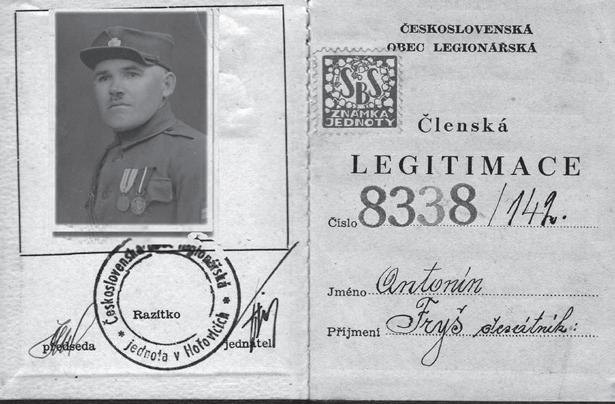 Československá obec legionářská
jednota v Hořovicích
Razítko
předseda
jednatel
ČESKOSLOVENSKÁ
OBEC LEGIONÁŘSKÁ
SBS
ZNÁMKA
JEDNOTY
Členská
LEGITIMACE
Číslo 8338/149.
Jméno Antonín
Příjmení Fryš desátník: